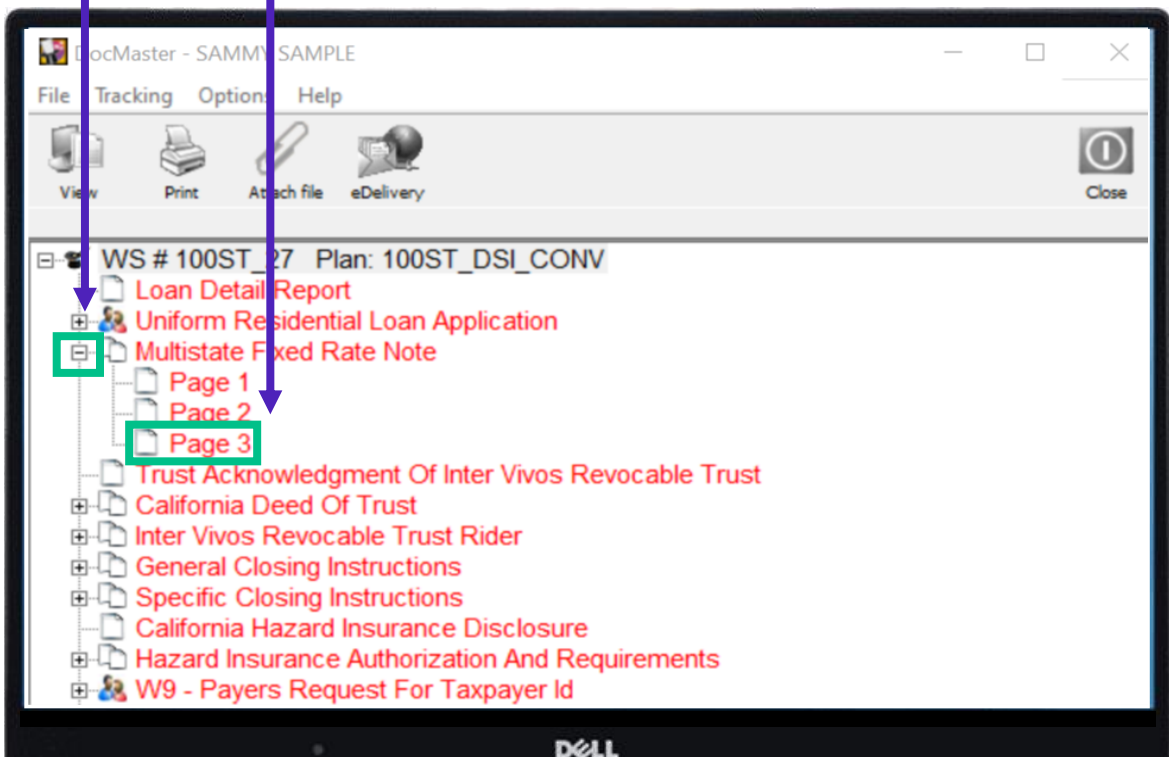 DocMaster - SAMMY SAMPLE
File Tracking Options Help
View Print Attach file eDelivery Close
WS # 100ST_27 Plan: 100ST_DSI_CONV
Loan Detail Report
Uniform Residential Loan Application
Multistate Fixed Rate Note
Page 1
Page 2
Page 3
Trust Acknowledgment Of Inter Vivos Revocable Trust
California Deed Of Trust
Inter Vivos Revocable Trust Rider
General Closing Instructions
Specific Closing Instructions
California Hazard Insurance Disclosure
Hazard Insurance Authorization And Requirements
W9 - Payers Request For Taxpayer Id
DELL